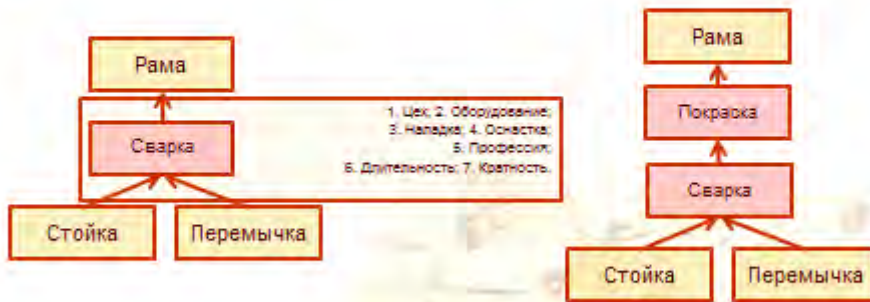 Рама
1. Цех; 2. Оборудование;
3. Наладка; 4. Оснастка;
5. Профессия;
6. Длительность; 7. Кратность.
Сварка
Стойка
Перемычка
Рама
Покраска
Сварка
Стойка
Перемычка